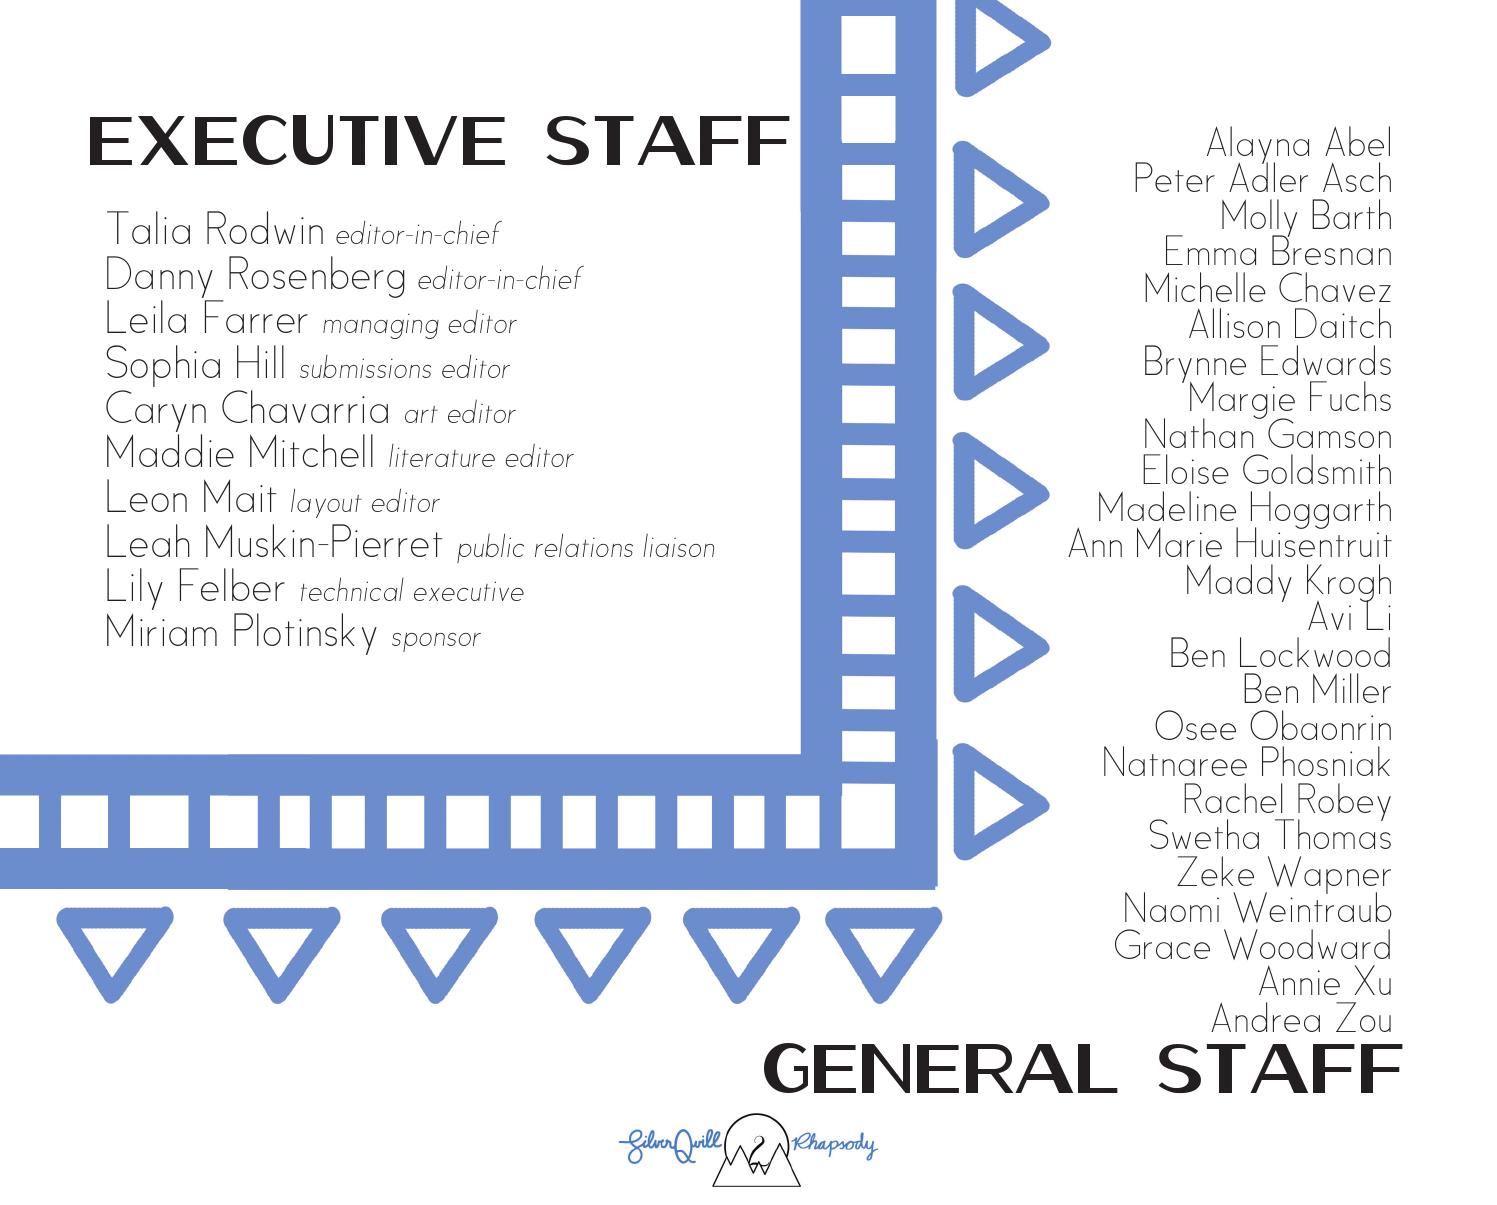 EXECUTIVE STAFF
Talia Rodwin editor-in-chief
Danny Rosenberg editor-in-chief
Leila Farrer managing editor
Sophia Hill submissions editor
Caryn Chavarria art editor
Maddie Mitchell literature editor
Leon Mait layout editor
Leah Muskin-Pierret public relations liaison
Lily Felber technical executive
Miriam Plotinsky sponsor
Alayna Abel
Peter Adler Asch
Molly Barth
Emma Bresnan
Michelle Chavez
Allison Daitch
Brynne Edwards
Margie Fuchs
Nathan Gamson
Eloise Goldsmith
Madeline Hoggarth
Ann Marie Huisentruit
Maddy Krogh
Avi Li
Ben Lockwood
Ben Miller
Osee Obaonrin
Natnaree Phosniak
Rachel Robey
Swetha Thomas
Zeke Wapner
Naomi Weintraub
Grace Woodward
Annie Xu
Andrea Zou
GENERAL STAFF
Silver Quill 2 Rhapsody